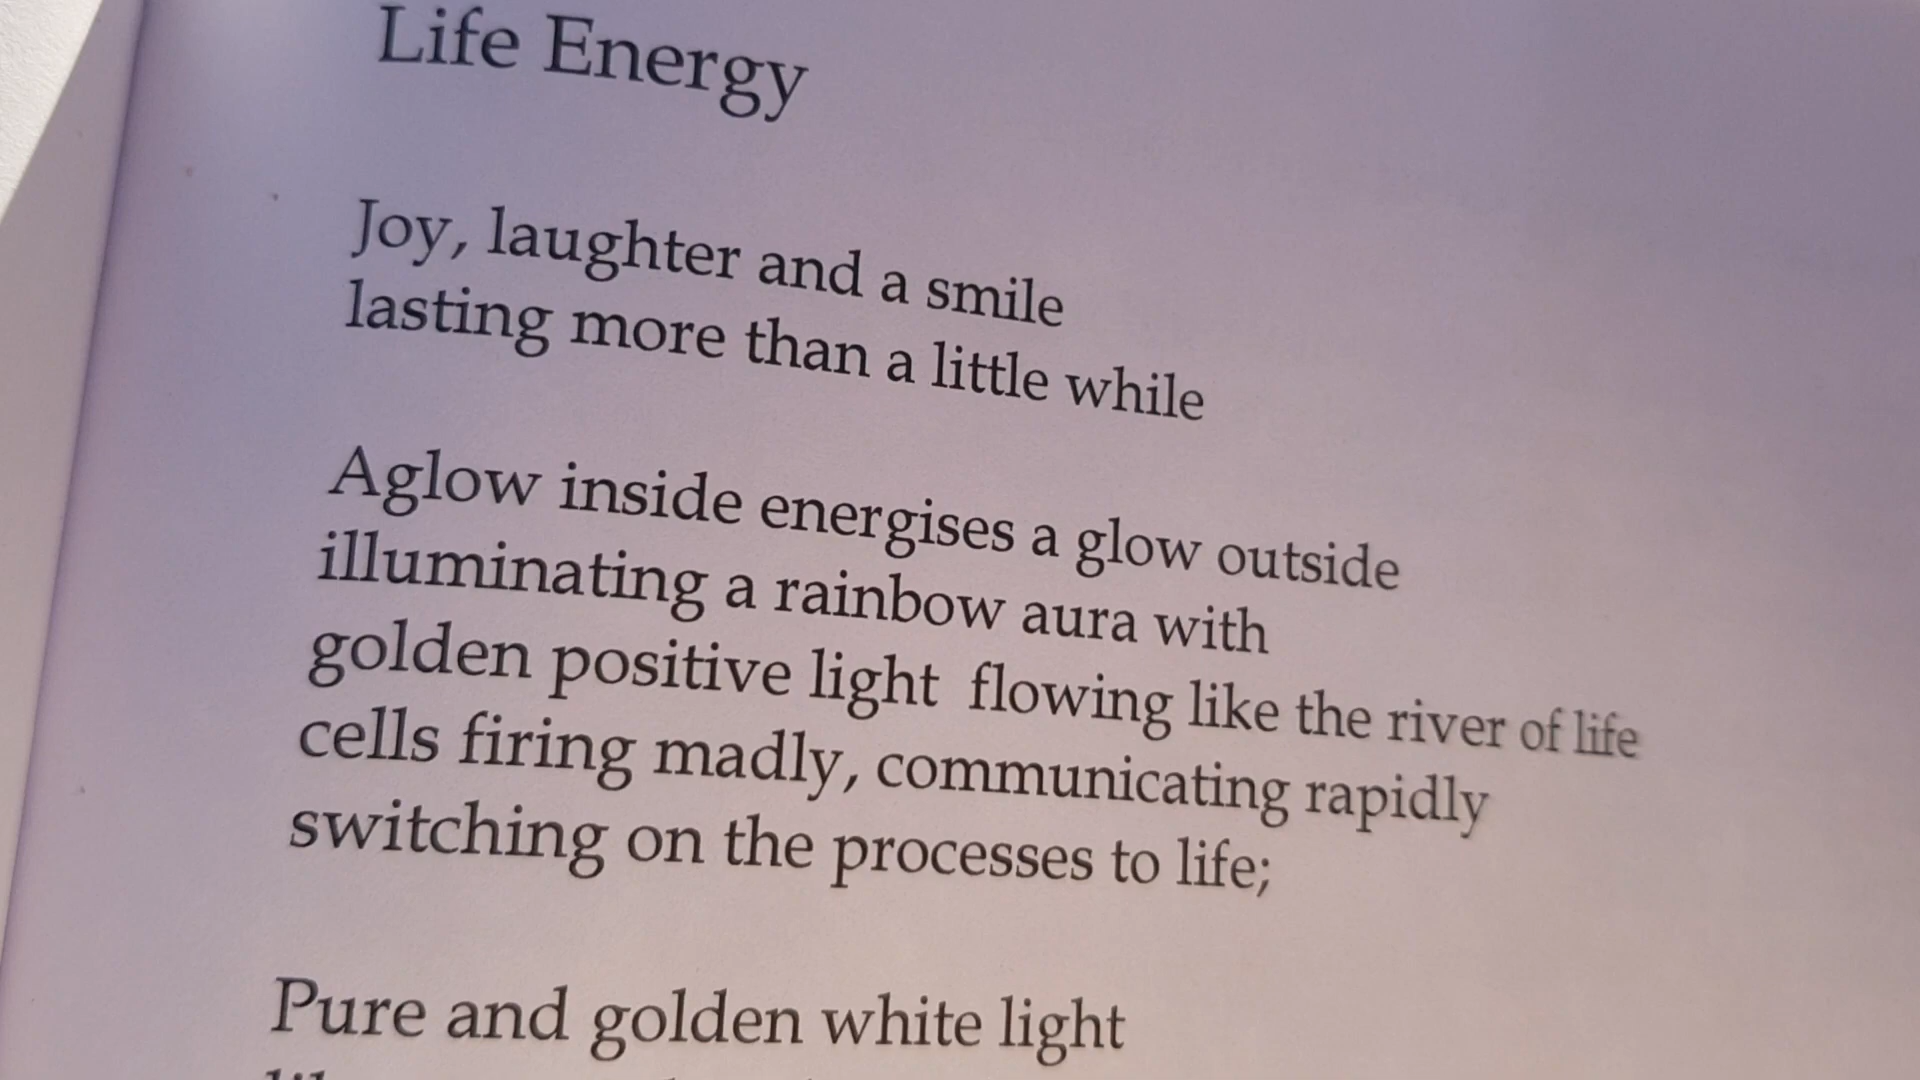 Life Energy
Joy, laughter and a smile
lasting more than a little while
Aglow inside energises a glow outside
illuminating a rainbow aura with
golden positive light flowing like the river of life
cells firing madly, communicating rapidly
switching on the processes to life;
Pure and golden white light